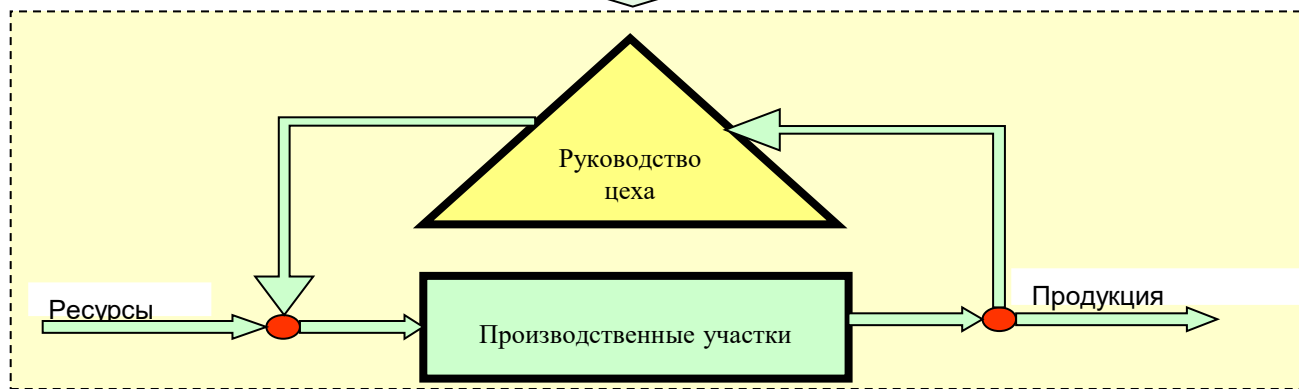 Руководство
цеха
Ресурсы
Производственные участки
Продукция